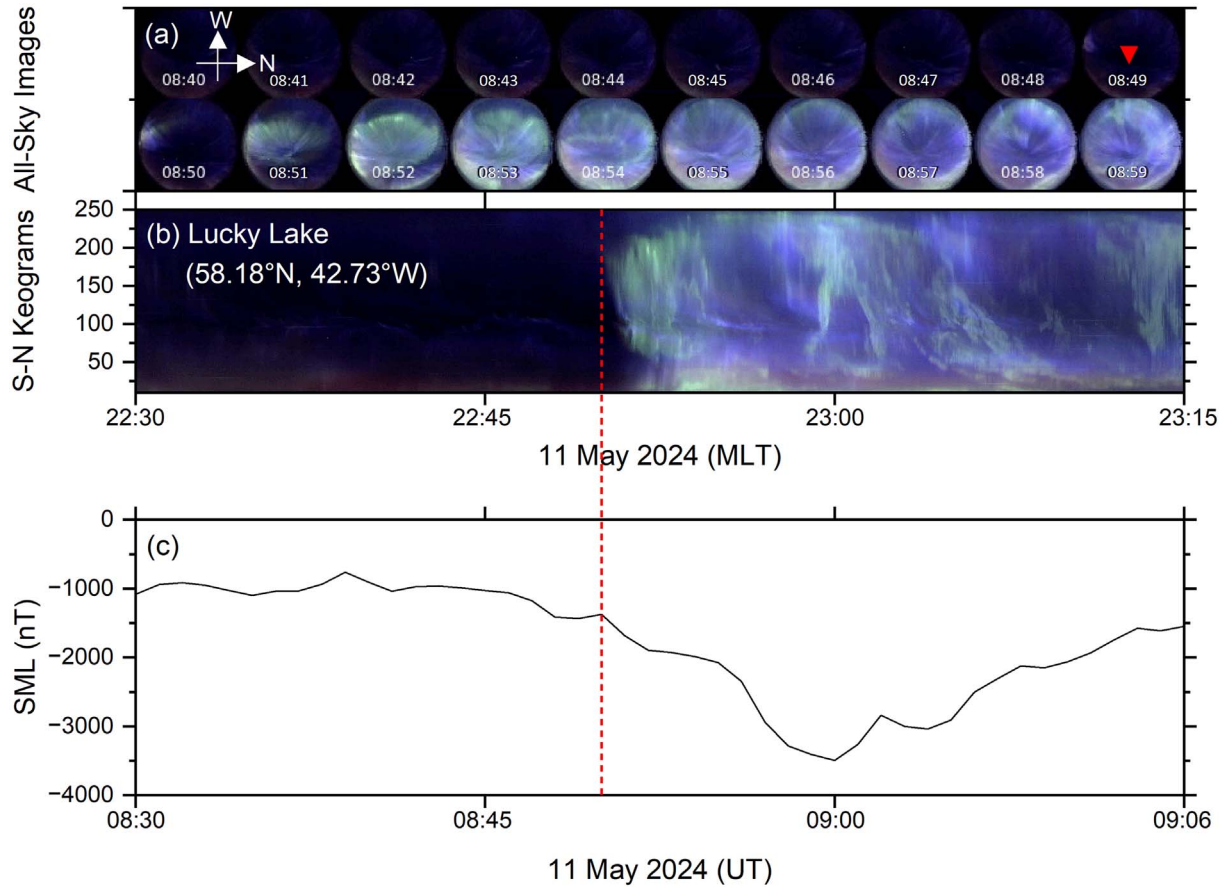 All-Sky Images
(a)
W
N
08:40 08:41 08:42 08:43 08:44 08:45 08:46 08:47 08:48 08:49
08:50 08:51 08:52 08:53 08:54 08:55 08:56 08:57 08:58 08:59
S-N Keograms
250
200
150
100
50
(b) Lucky Lake
(58.18°N, 42.73°W)
22:30 22:45 23:00 23:15
11 May 2024 (MLT)
SML (nT)
0
−1000
−2000
−3000
−4000
(c)
08:30 08:45 09:00 09:06
11 May 2024 (UT)